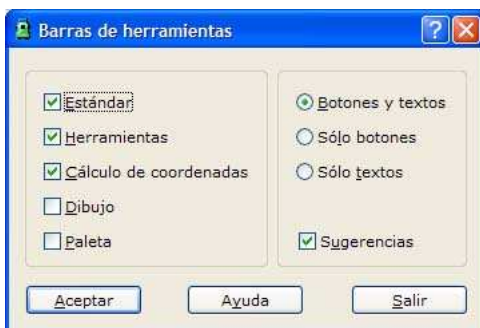 Barras de herramientas
Estándar
Herramientas
Cálculo de coordenadas
Dibujo
Paleta
Botones y textos
Sólo botones
Sólo textos
Sugerencias
Aceptar
Ayuda
Salir